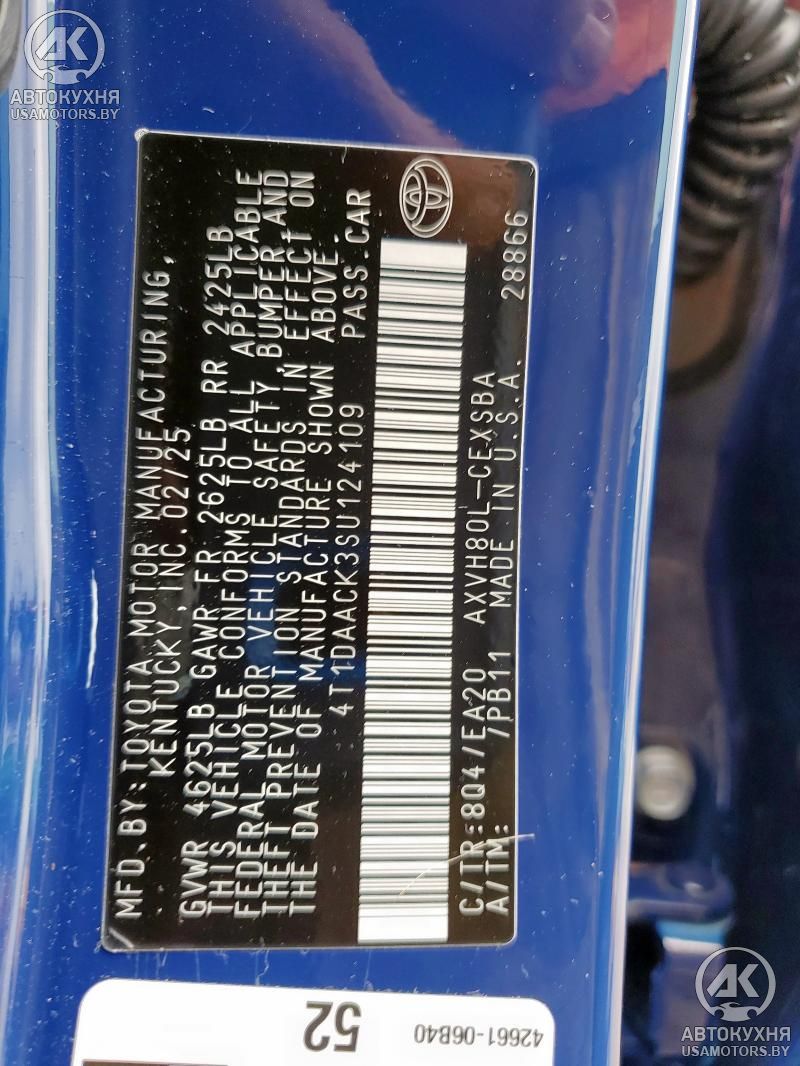 АВТОКУХНЯ
USAMOTORS.BY
MFD.BY:TOYOTA MOTOR MANUFACTURING,
KENTUCKY,INC 02/25
GVWR 4625LB GAWR FR 2625LB RR 2425LB
THIS VEHICLE CONFORMS TO ALL APPLICABLE
FEDERAL MOTOR VEHICLE SAFETY, BUMPER,AND
THEFT PREVENTION STANDARDS IN EFFECT ON
THE DATE OF MANUFACTURE SHOWN ABOVE.
4T1DAACK3SU124109 PASS.CAR
C/TR:8Q4/EA20 AXVH80L-CEXSBA
A/TM: /PB11 MADE IN U.S.A. 28866
52
42661-06B40
АВТОКУХНЯ
USAMOTORS.BY